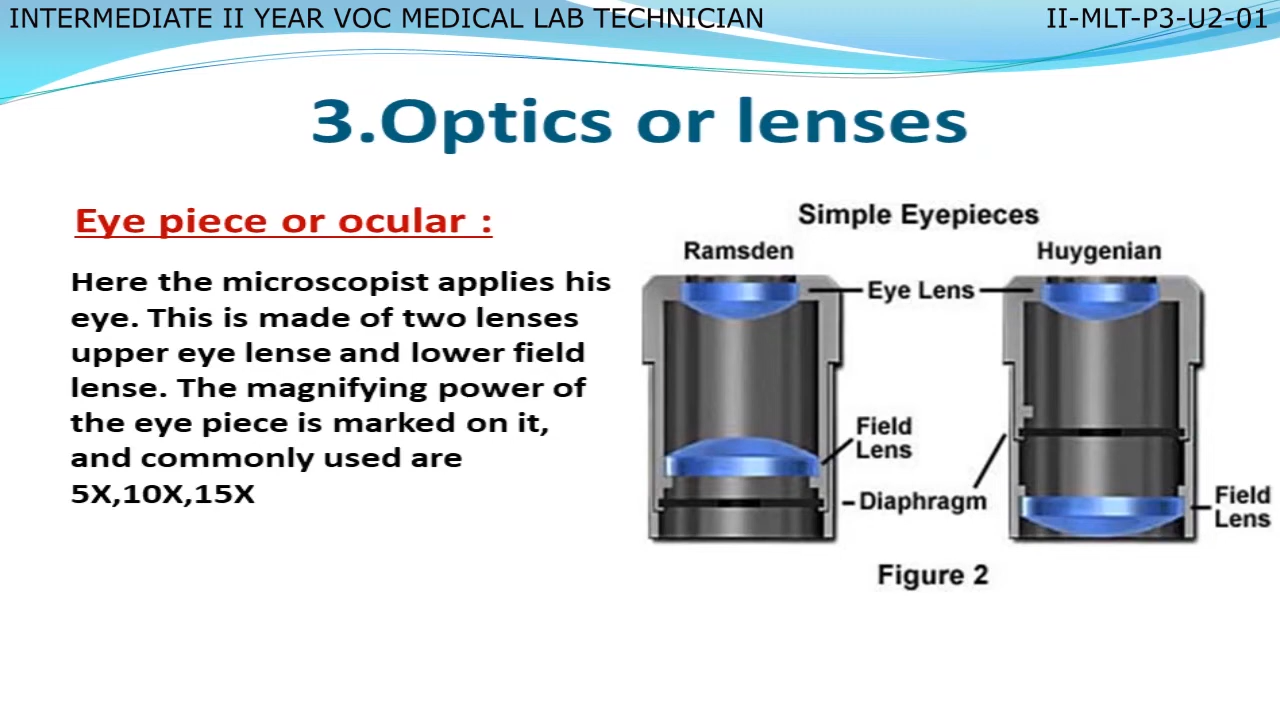 INTERMEDIATE II YEAR VOC MEDICAL LAB TECHNICIAN
II-MLT-P3-U2-01
3.Optics or lenses
Eye piece or ocular :
Here the microscopist applies his
eye. This is made of two lenses
upper eye lense and lower field
lense. The magnifying power of
the eye piece is marked on it,
and commonly used are
5X,10X,15X
Simple Eyepieces
Ramsden
Huygenian
Eye Lens
Field
Lens
Diaphragm
Field
Lens
Figure 2